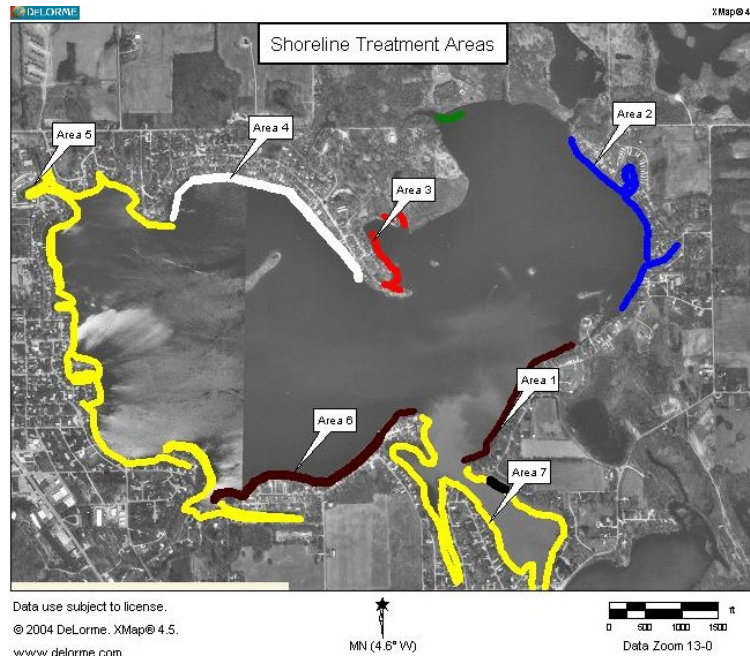 DELORME
XMap® 4
Shoreline Treatment Areas
Area 2
Area 4
Area 5
Area 3
Area 1
Area 6
Area 7
Data use subject to license.
© 2004 DeLorme. XMap® 4.5.
www.delorme.com
MN (4.6° W)
ft
0 500 1000 1500
Data Zoom 13-0